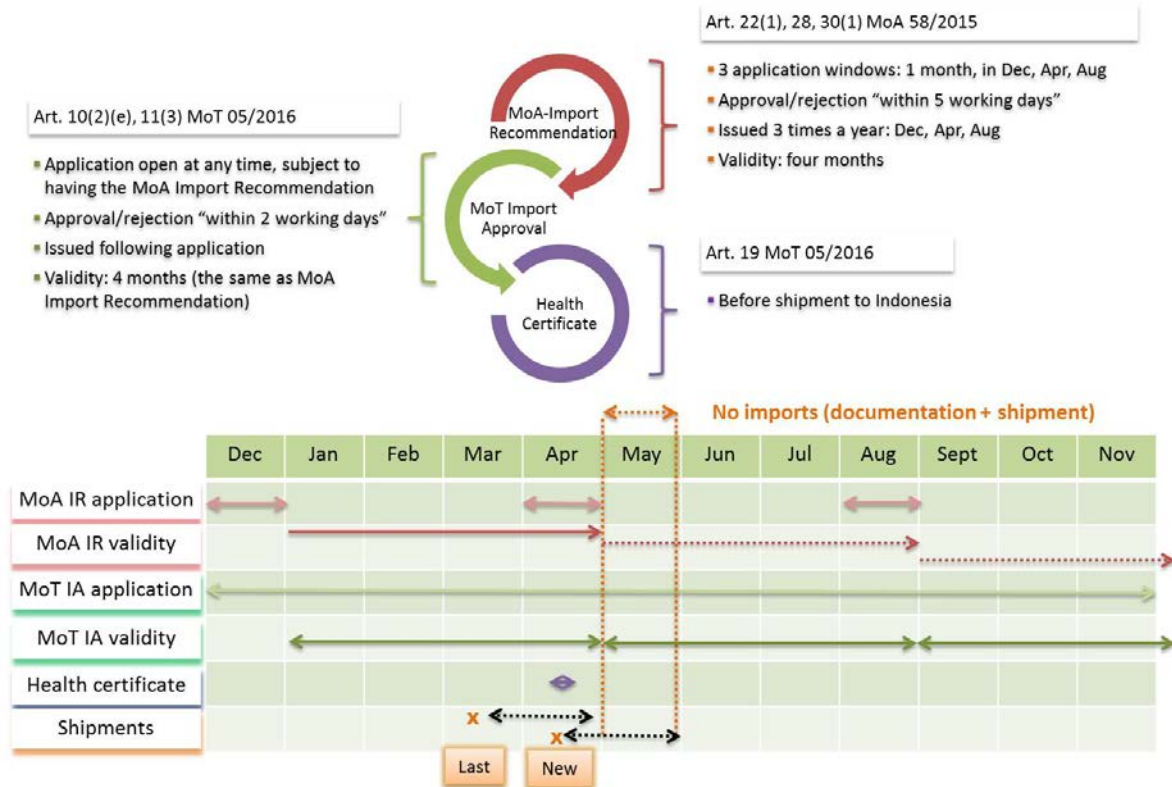 Art. 22(1), 28, 30(1) MoA 58/2015
3 application windows: 1 month, in Dec, Apr, Aug
Approval/rejection “within 5 working days”
Issued 3 times a year: Dec, Apr, Aug
Validity: four months
MoA-Import
Recommendation
Art. 10(2)(e), 11(3) MoT 05/2016
Application open at any time, subject to
having the MoA Import Recommendation
Approval/rejection “within 2 working days”
Issued following application
Validity: 4 months (the same as MoA
Import Recommendation)
MoT Import
Approval
Art. 19 MoT 05/2016
Before shipment to Indonesia
Health
Certificate
No imports (documentation + shipment)
Dec Jan Feb Mar Apr May Jun Jul Aug Sept Oct Nov
MoA IR application
MoA IR validity
MoT IA application
MoT IA validity
Health certificate
Shipments
x
x
Last New